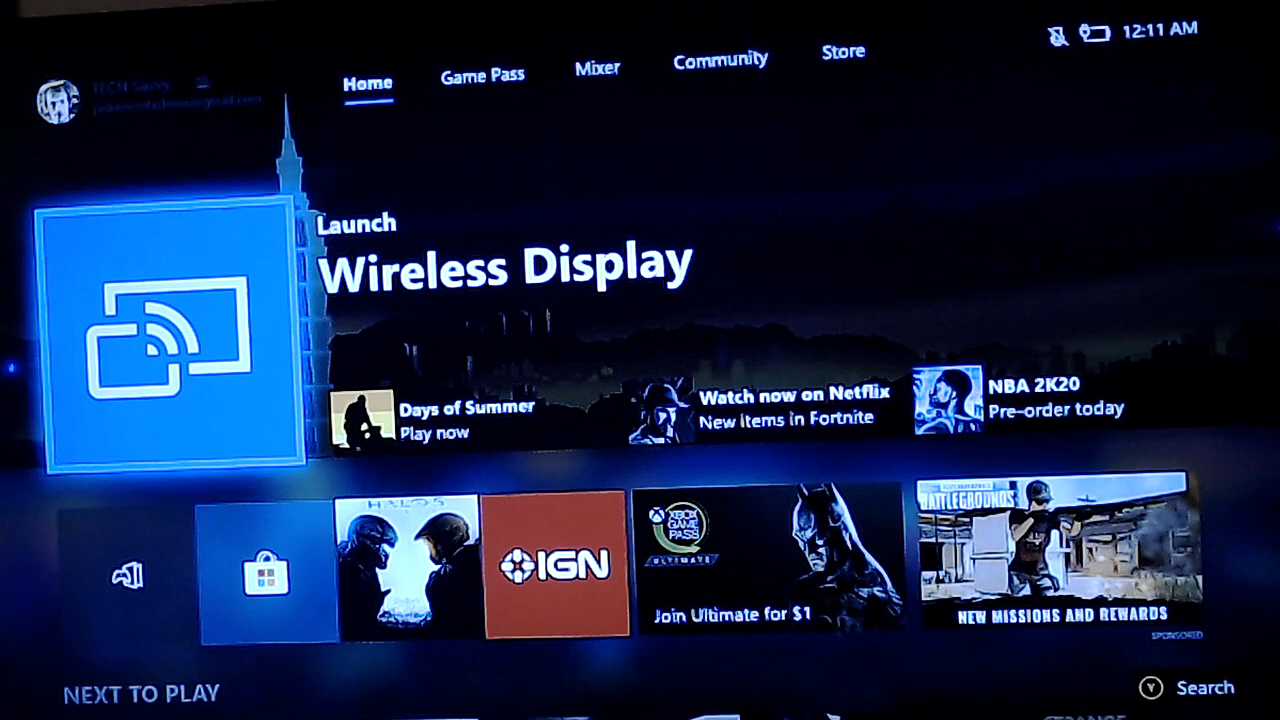 Home
Game Pass
Mixer
Community
Store
12:11 AM
TECH
Launch
Wireless Display
Days of Summer
Play now
Watch now on Netflix
New items in Fortnite
NBA 2K20
Pre-order today
HALO 5
IGN
XBOX
GAME
PASS
ULTIMATE
Join Ultimate for $1
BATTLEGROUNDS
NEW MISSIONS AND REWARDS
SPONSORED
NEXT TO PLAY
Y Search